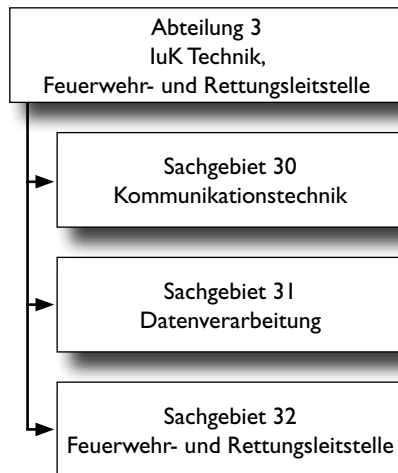 Abteilung 3
IuK Technik,
Feuerwehr- und Rettungsleitstelle
Sachgebiet 30
Kommunikationstechnik
Sachgebiet 31
Datenverarbeitung
Sachgebiet 32
Feuerwehr- und Rettungsleitstelle